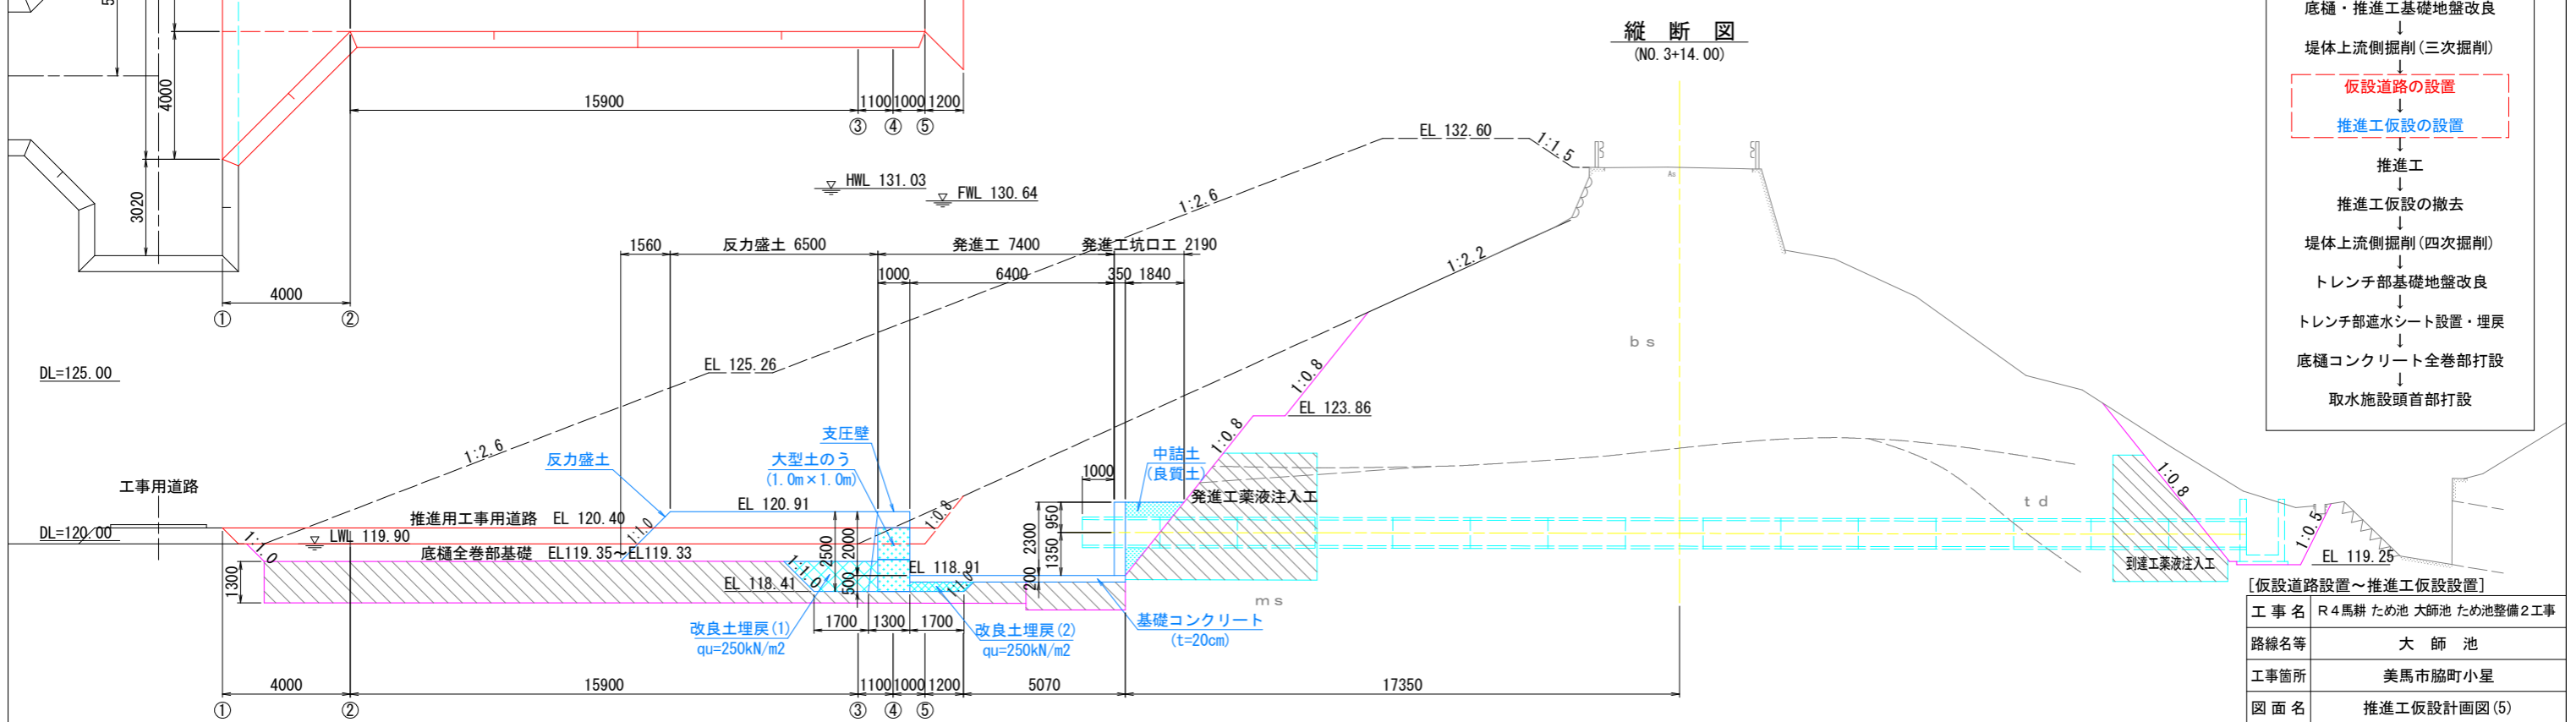 縦 断 図
(NO.3+14.00)
底樋・推進工基礎地盤改良
↓
堤体上流側掘削(三次掘削)
↓
仮設道路の設置
↓
推進工仮設の設置
↓
推進工
↓
推進工仮設の撤去
↓
堤体上流側掘削(四次掘削)
↓
トレンチ部基礎地盤改良
↓
トレンチ部遮水シート設置・埋戻
↓
底樋コンクリート全巻部打設
↓
取水施設頭首部打設
4000
3020
4000
① ②
15900 1100 1000 1200
③ ④ ⑤
EL 132.60
1:1.5
As
HWL 131.03
FWL 130.64
1:2.6
1:2.2
1560 反力盛土 6500 発進工 7400 発進工坑口工 2190
1000 6400 350 1840
DL=125.00
EL 125.26
1:2.6
bs
1:0.8
EL 123.86
1:0.8
支圧壁
反力盛土
大型土のう
(1.0m×1.0m)
中詰土
(良質土)
1000
発進工薬液注入工
工事用道路
EL 120.91
推進用工事用道路 EL 120.40
1:1.0
1:0.8
DL=120.00
LWL 119.90
1:1.0
底樋全巻部基礎 EL119.35～EL119.33
2500
2000
500
2300
950
1350
200
1300
1:1.0
EL 118.91
EL 118.41
1:1.0
td
1:0.8
1:0.5
EL 119.25
到達工薬液注入工
ms
1700 1300 1700
改良土埋戻(1)
qu=250kN/m2
改良土埋戻(2)
qu=250kN/m2
基礎コンクリート
(t=20cm)
4000 15900 1100 1000 1200 5070 17350
① ② ③ ④ ⑤
[仮設道路設置～推進工仮設設置]
工 事 名 R４馬耕 ため池 大師池 ため池整備２工事
路線名等 大 師 池
工事箇所 美馬市脇町小星
図 面 名 推進工仮設計画図(5)